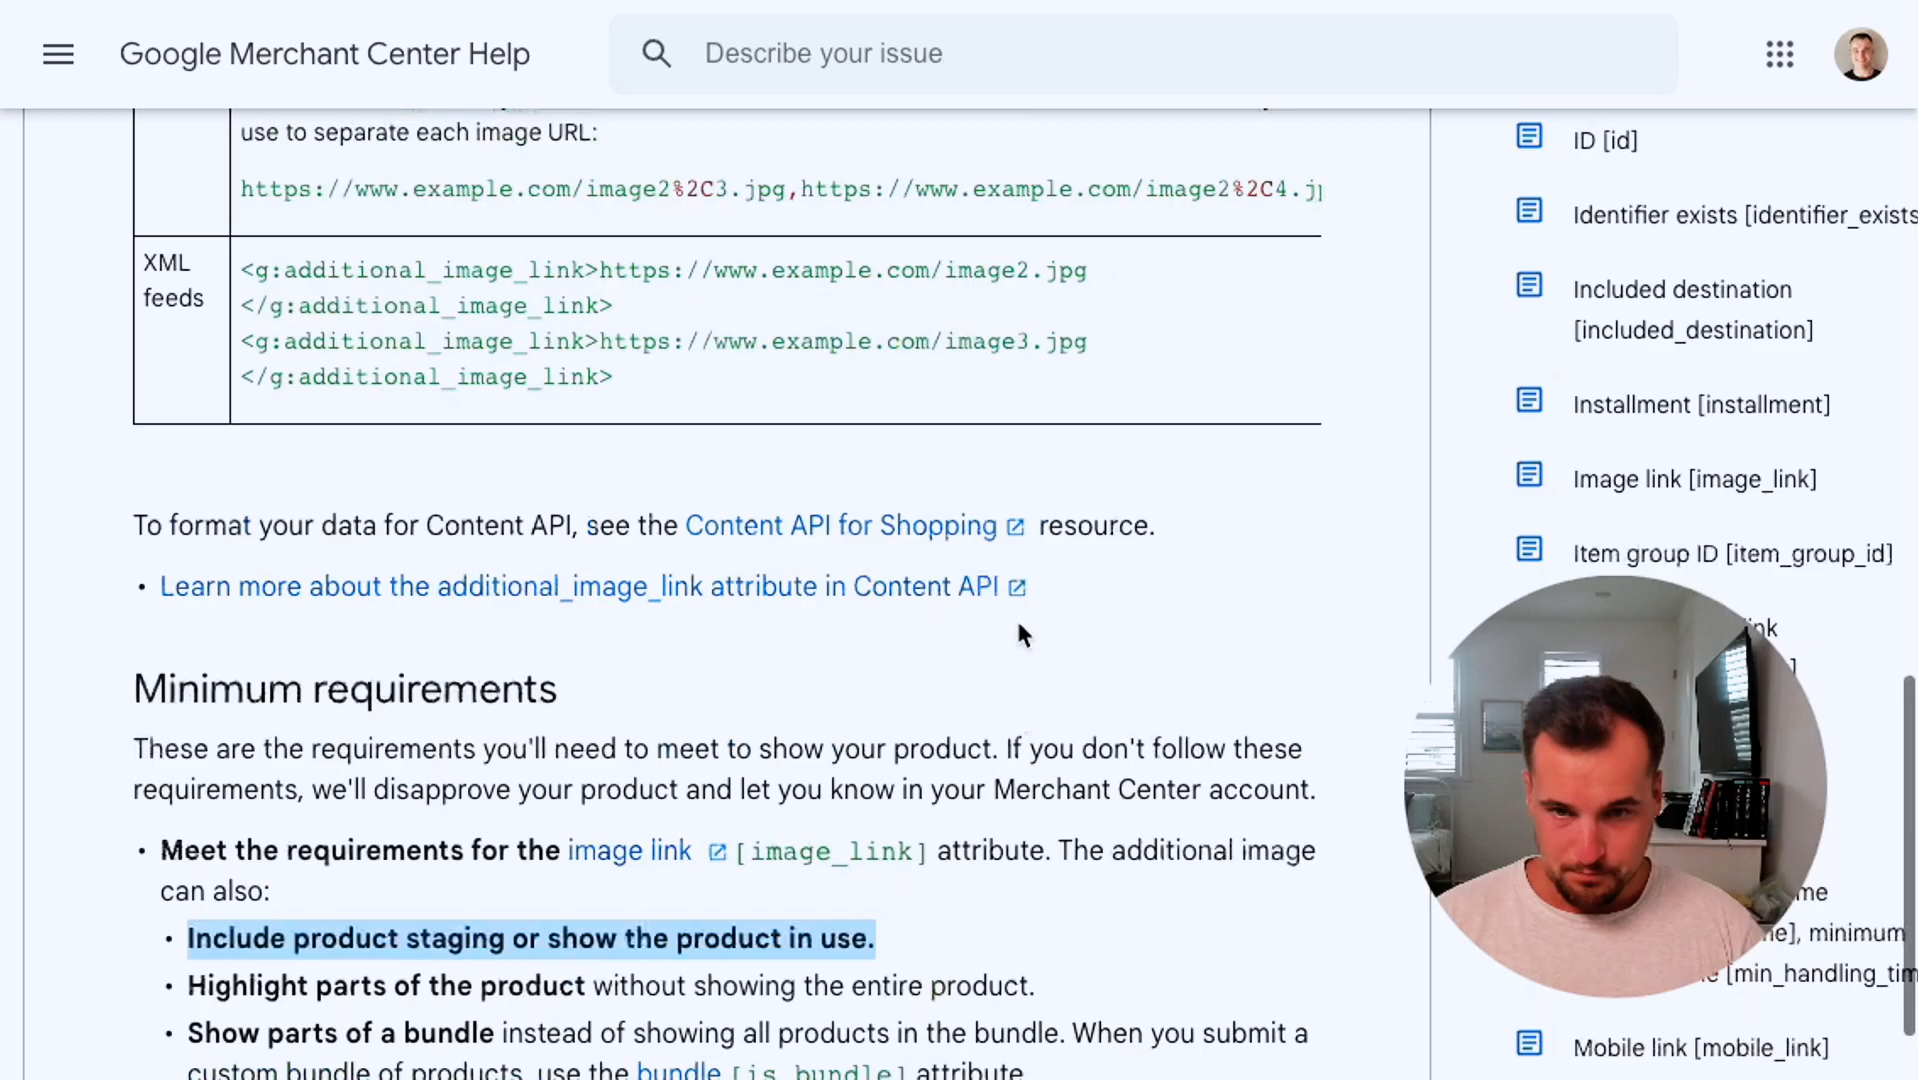 Google Merchant Center Help
Describe your issue
use to separate each image URL:
https://www.example.com/image2%2C3.jpg,https://www.example.com/image2%2C4.jp
XML
feeds
<g:additional_image_link>https://www.example.com/image2.jpg
</g:additional_image_link>
<g:additional_image_link>https://www.example.com/image3.jpg
</g:additional_image_link>
To format your data for Content API, see the Content API for Shopping resource.
• Learn more about the additional_image_link attribute in Content API
Minimum requirements
These are the requirements you'll need to meet to show your product. If you don't follow these
requirements, we'll disapprove your product and let you know in your Merchant Center account.
• Meet the requirements for the image link [image_link] attribute. The additional image
can also:
• Include product staging or show the product in use.
• Highlight parts of the product without showing the entire product.
• Show parts of a bundle instead of showing all products in the bundle. When you submit a
custom bundle of products, use the bundle [is_bundle] attribute
ID [id]
Identifier exists [identifier_exists
Included destination
[included_destination]
Installment [installment]
Image link [image_link]
Item group ID [item_group_id]
], minimum
[min_handling_tim
Mobile link [mobile_link]